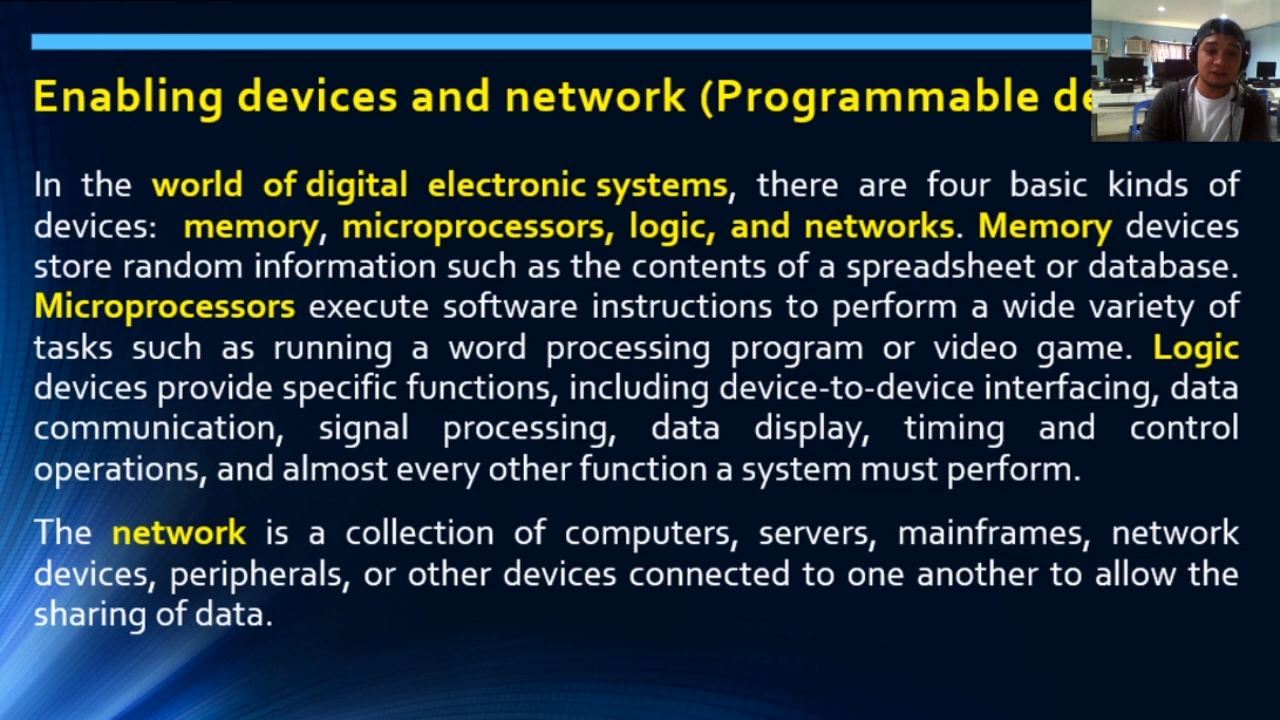 Enabling devices and network (Programmable
In the world of digital electronic systems, there are four basic kinds of
devices: memory, microprocessors, logic, and networks. Memory devices
store random information such as the contents of a spreadsheet or database.
Microprocessors execute software instructions to perform a wide variety of
tasks such as running a word processing program or video game. Logic
devices provide specific functions, including device-to-device interfacing, data
communication, signal processing, data display, timing and control
operations, and almost every other function a system must perform.
The network is a collection of computers, servers, mainframes, network
devices, peripherals, or other devices connected to one another to allow the
sharing of data.